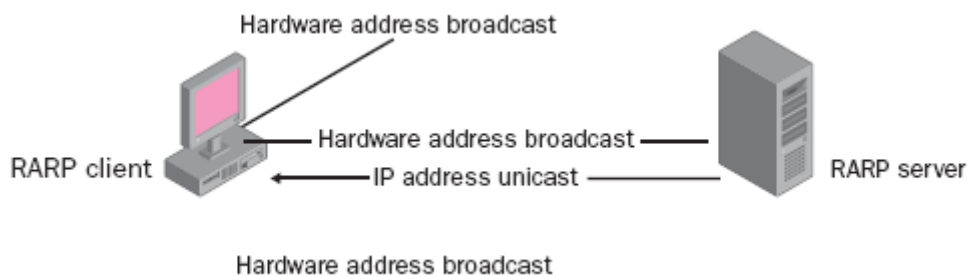 Hardware address broadcast
Hardware address broadcast
RARP client
IP address unicast
RARP server
Hardware address broadcast